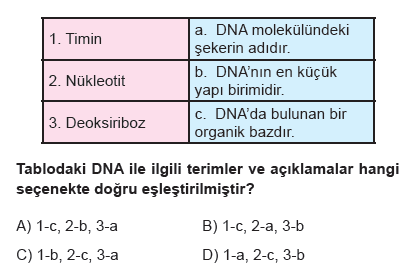 1. Timin
a. DNA molekülündeki
şekerin adıdır.
2. Nükleotit
b. DNA'nın en küçük
yapı birimidir.
3. Deoksiriboz
c. DNA'da bulunan bir
organik bazdır.
Tablodaki DNA ile ilgili terimler ve açıklamalar hangi
seçenekte doğru eşleştirilmiştir?
A) 1-c, 2-b, 3-a
B) 1-c, 2-a, 3-b
C) 1-b, 2-c, 3-a
D) 1-a, 2-c, 3-b